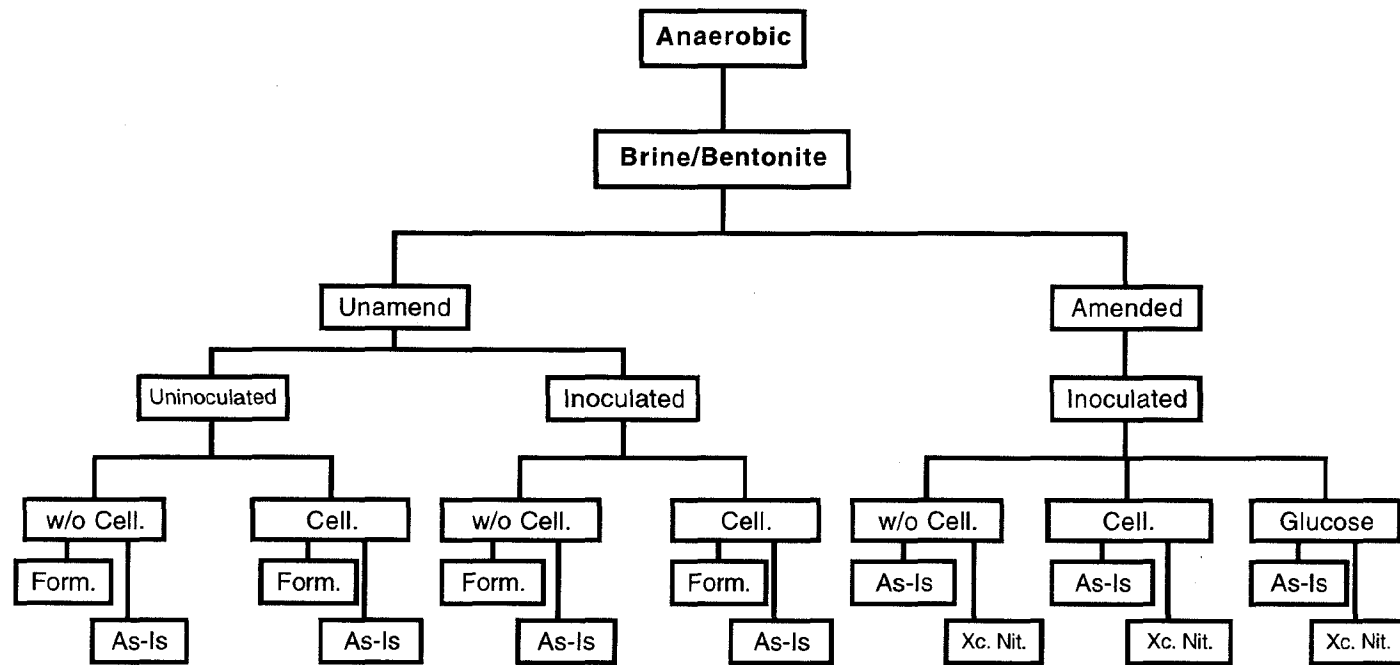 Anaerobic
Brine/Bentonite
Unamend
Amended
Uninoculated
Inoculated
Inoculated
w/o Cell.
Cell.
w/o Cell.
Cell.
w/o Cell.
Cell.
Glucose
Form.
Form.
Form.
Form.
As-Is
As-Is
As-Is
As-Is
As-Is
As-Is
As-Is
Xc. Nit.
Xc. Nit.
Xc. Nit.